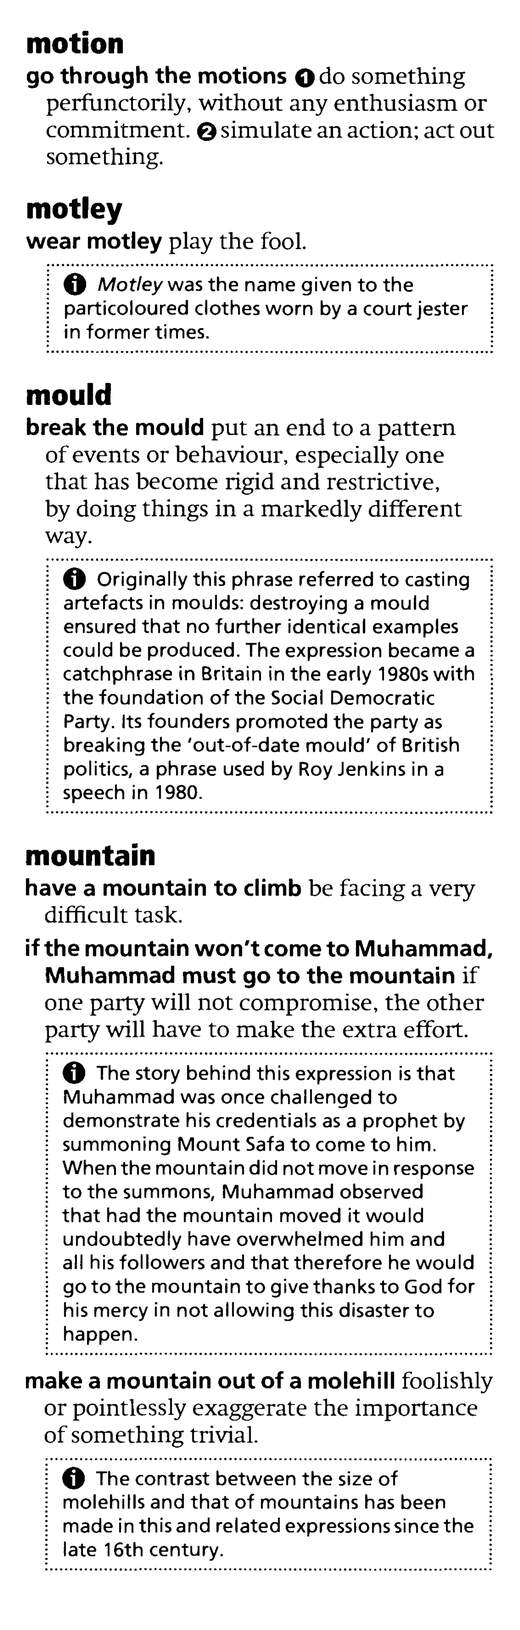 motion
go through the motions ❶ do something
perfunctorily, without any enthusiasm or
commitment. ❷ simulate an action; act out
something.
motley
wear motley play the fool.
ℹ Motley was the name given to the
particoloured clothes worn by a court jester
in former times.
mould
break the mould put an end to a pattern
of events or behaviour, especially one
that has become rigid and restrictive,
by doing things in a markedly different
way.
ℹ Originally this phrase referred to casting
artefacts in moulds: destroying a mould
ensured that no further identical examples
could be produced. The expression became a
catchphrase in Britain in the early 1980s with
the foundation of the Social Democratic
Party. Its founders promoted the party as
breaking the ‘out-of-date mould’ of British
politics, a phrase used by Roy Jenkins in a
speech in 1980.
mountain
have a mountain to climb be facing a very
difficult task.
if the mountain won't come to Muhammad,
Muhammad must go to the mountain if
one party will not compromise, the other
party will have to make the extra effort.
ℹ The story behind this expression is that
Muhammad was once challenged to
demonstrate his credentials as a prophet by
summoning Mount Safa to come to him.
When the mountain did not move in response
to the summons, Muhammad observed
that had the mountain moved it would
undoubtedly have overwhelmed him and
all his followers and that therefore he would
go to the mountain to give thanks to God for
his mercy in not allowing this disaster to
happen.
make a mountain out of a molehill foolishly
or pointlessly exaggerate the importance
of something trivial.
ℹ The contrast between the size of
molehills and that of mountains has been
made in this and related expressions since the
late 16th century.